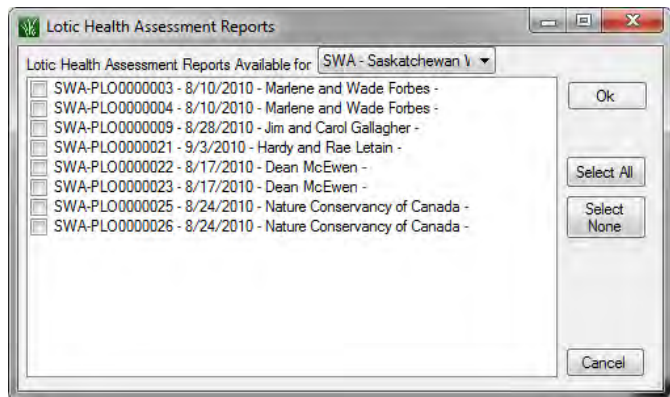 Lotic Health Assessment Reports
Lotic Health Assessment Reports Available for SWA - Saskatchewan
SWA-PLO0000003 - 8/10/2010 - Marlene and Wade Forbes -
SWA-PLO0000004 - 8/10/2010 - Marlene and Wade Forbes -
SWA-PLO0000009 - 8/28/2010 - Jim and Carol Gallagher -
SWA-PLO0000021 - 9/3/2010 - Hardy and Rae Letain -
SWA-PLO0000022 - 8/17/2010 - Dean McEwen -
SWA-PLO0000023 - 8/17/2010 - Dean McEwen -
SWA-PLO0000025 - 8/24/2010 - Nature Conservancy of Canada -
SWA-PLO0000026 - 8/24/2010 - Nature Conservancy of Canada -
Ok
Select All
Select
None
Cancel